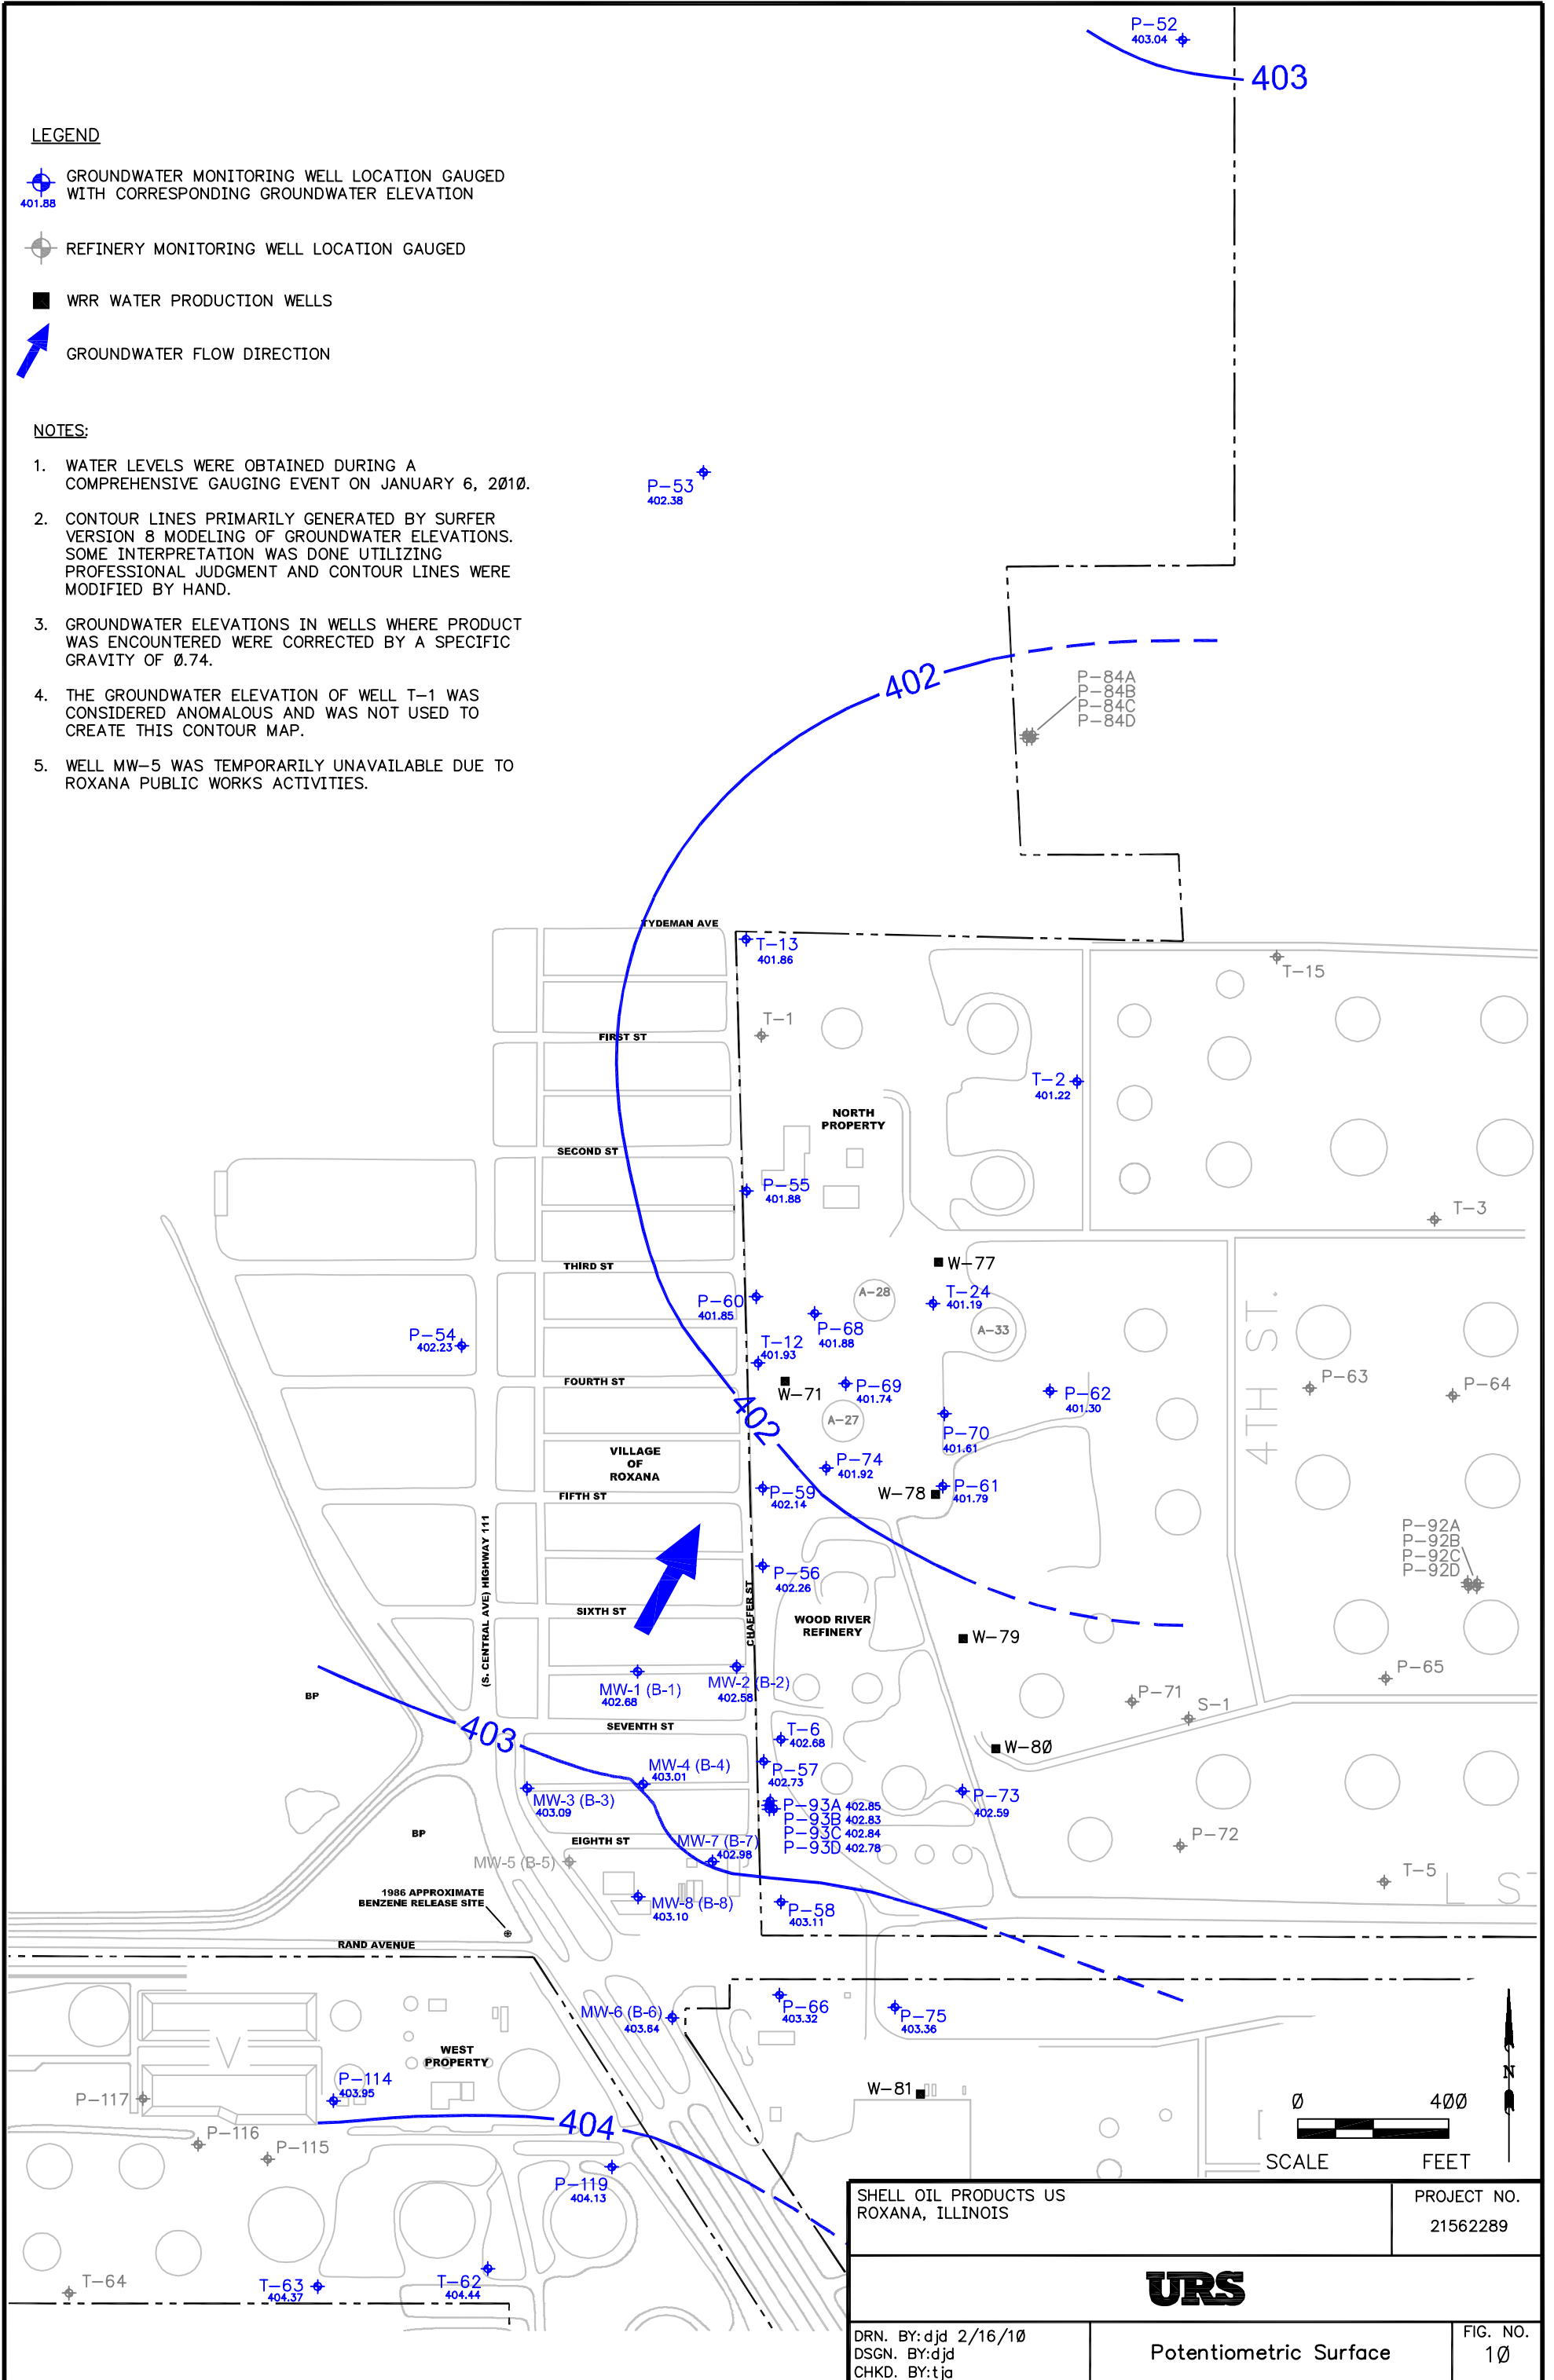 P-52
403.04
403
LEGEND
GROUNDWATER MONITORING WELL LOCATION GAUGED
WITH CORRESPONDING GROUNDWATER ELEVATION
401.88
REFINERY MONITORING WELL LOCATION GAUGED
WRR WATER PRODUCTION WELLS
GROUNDWATER FLOW DIRECTION
NOTES:
1. WATER LEVELS WERE OBTAINED DURING A
COMPREHENSIVE GAUGING EVENT ON JANUARY 6, 2010.
2. CONTOUR LINES PRIMARILY GENERATED BY SURFER
VERSION 8 MODELING OF GROUNDWATER ELEVATIONS.
SOME INTERPRETATION WAS DONE UTILIZING
PROFESSIONAL JUDGMENT AND CONTOUR LINES WERE
MODIFIED BY HAND.
3. GROUNDWATER ELEVATIONS IN WELLS WHERE PRODUCT
WAS ENCOUNTERED WERE CORRECTED BY A SPECIFIC
GRAVITY OF 0.74.
4. THE GROUNDWATER ELEVATION OF WELL T-1 WAS
CONSIDERED ANOMALOUS AND WAS NOT USED TO
CREATE THIS CONTOUR MAP.
5. WELL MW-5 WAS TEMPORARILY UNAVAILABLE DUE TO
ROXANA PUBLIC WORKS ACTIVITIES.
P-53
402.38
402
P-84A
P-84B
P-84C
P-84D
TYDEMAN AVE
T-13
401.86
T-15
T-1
FIRST ST
T-2
401.22
NORTH
PROPERTY
SECOND ST
P-55
401.88
T-3
THIRD ST
W-77
P-60
401.85
A-28
T-24
401.19
P-68
401.88
A-33
P-54
402.23
T-12
401.93
FOURTH ST
W-71
P-69
401.74
P-62
401.30
P-63
P-64
4TH ST.
402
A-27
P-70
401.61
VILLAGE
OF
ROXANA
P-74
401.92
FIFTH ST
P-59
402.14
W-78
P-61
401.79
P-92A
P-92B
P-92C
P-92D
(S. CENTRAL AVE) HIGHWAY 111
P-56
402.26
CHAFFER ST
SIXTH ST
WOOD RIVER
REFINERY
W-79
MW-1 (B-1)
402.68
MW-2 (B-2)
402.58
P-65
BP
P-71
S-1
403
SEVENTH ST
T-6
402.68
W-80
MW-4 (B-4)
403.01
P-57
402.73
MW-3 (B-3)
403.09
P-73
402.59
P-93A 402.85
P-93B 402.83
P-93C 402.84
P-93D 402.78
BP
EIGHTH ST
MW-7 (B-7)
402.98
P-72
MW-5 (B-5)
T-5
L S
1986 APPROXIMATE
BENZENE RELEASE SITE
MW-8 (B-8)
403.10
P-58
403.11
RAND AVENUE
MW-6 (B-6)
403.64
P-66
403.32
P-75
403.36
WEST
PROPERTY
P-114
403.95
P-117
W-81
N
0 400
SCALE FEET
404
P-116
P-115
P-119
404.13
T-64
T-63
404.37
T-62
404.44
SHELL OIL PRODUCTS US
ROXANA, ILLINOIS
PROJECT NO.
21562289
URS
DRN. BY:djd 2/16/10
DSGN. BY:djd
CHKD. BY:tja
Potentiometric Surface
FIG. NO.
10